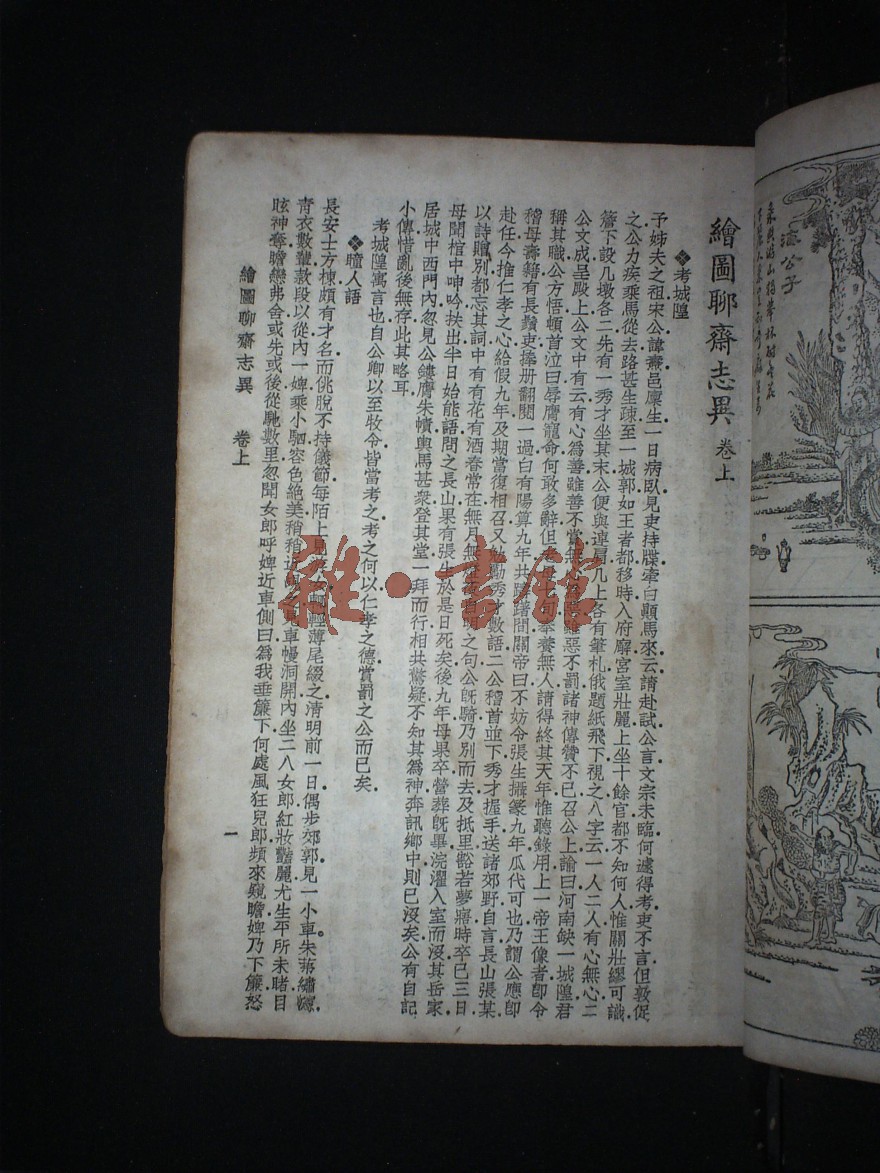 繪圖聊齋志異 卷上
❖考城隍
予姊夫之祖宋公諱燾邑廩生一日病臥見吏持牒牽白顛馬來云請赴試公言文宗未臨何遽得考吏不言但敦促
之公力疾乘馬從去路甚生疎至一城郭如王者都移時入府廨宮室壯麗上坐十餘官都不知何人惟關壯繆可識
簷下設几墩各二先有一秀才坐其末公便與連肩几上各有筆札俄題紙飛下視之八字云一人二人有心無心二
公文成呈殿上公文中有云有心為善雖善不賞無心 雖惡不罰諸神傳贊不已召公上諭曰河南缺一城隍君
稱其職公方悟頓首泣曰辱膺寵命何敢多辭但 奉養無人請得終其天年惟聽錄用上一帝王像者卽令
稽母壽籍有長鬚吏捧册翻閱一過白有陽算九年共躊躇間關帝曰不妨令張生攝篆九年瓜代可也乃謂公應卽
赴任今推仁孝之心給假九年及期當復相召又勉勵秀才數語二公稽首並下秀才握手送諸郊野自言長山張某
以詩贈別都忘其詞中有有花有酒春常在無月無 之句公旣騎乃別而去及抵里豁若夢寤時卒已三日
母聞棺中呻吟扶出半日始能語問之長山果有張生於是日死矣後九年母果卒營葬旣畢浣濯入室而沒其岳家
居城中西門內忽見公鏤膺朱幩輿馬甚衆登其堂一拜而行相共驚疑不知其為神奔訊鄉中則已沒矣公有自記
小傳惜亂後無存此其略耳
考城隍寓言也自公卿以至牧令皆當考之考之何以仁孝之德賞罰之公而已矣
❖瞳人語
長安士方棟頗有才名而佻脫不持儀節每陌上見 輕薄尾綴之清明前一日偶步郊郭見一小車朱茀繡幰
青衣數輩款段以從內一婢乘小駟容色絕美稍稍近 車幔洞開內坐二八女郎紅妝豔麗尤生平所未睹目
眩神奪瞻戀弗舍或先或後從馳數里忽聞女郎呼婢近車側曰為我垂簾下何處風狂兒郎頻來窺瞻婢乃下簾怒
繪圖聊齋志異 卷上 一
雜·書館